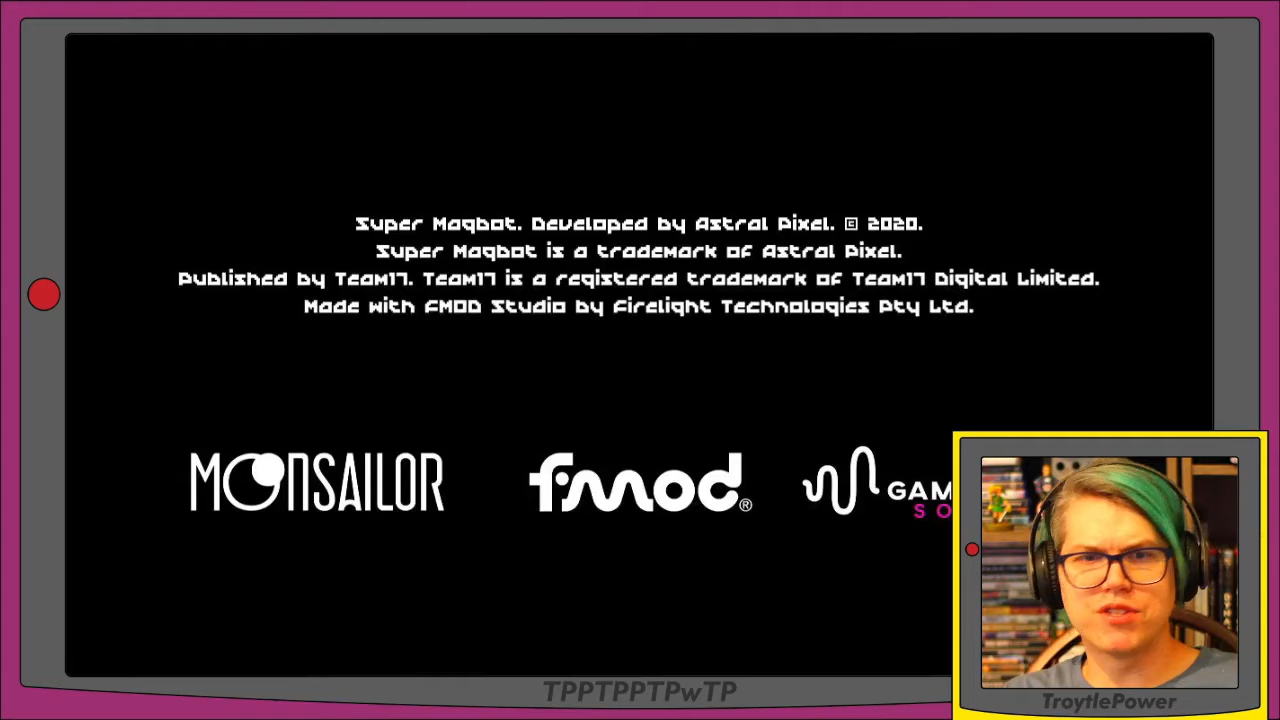 Super Magbot. Developed by Astral Pixel. © 2020.
Super Magbot is a trademark of Astral Pixel.
Published by Team17. Team17 is a registered trademark of Team17 Digital Limited.
Made with FMOD Studio by Firelight Technologies Pty Ltd.
MOONSAILOR
fmod®
GAM
SO
TPPTPPTPwTP
TroytlePower